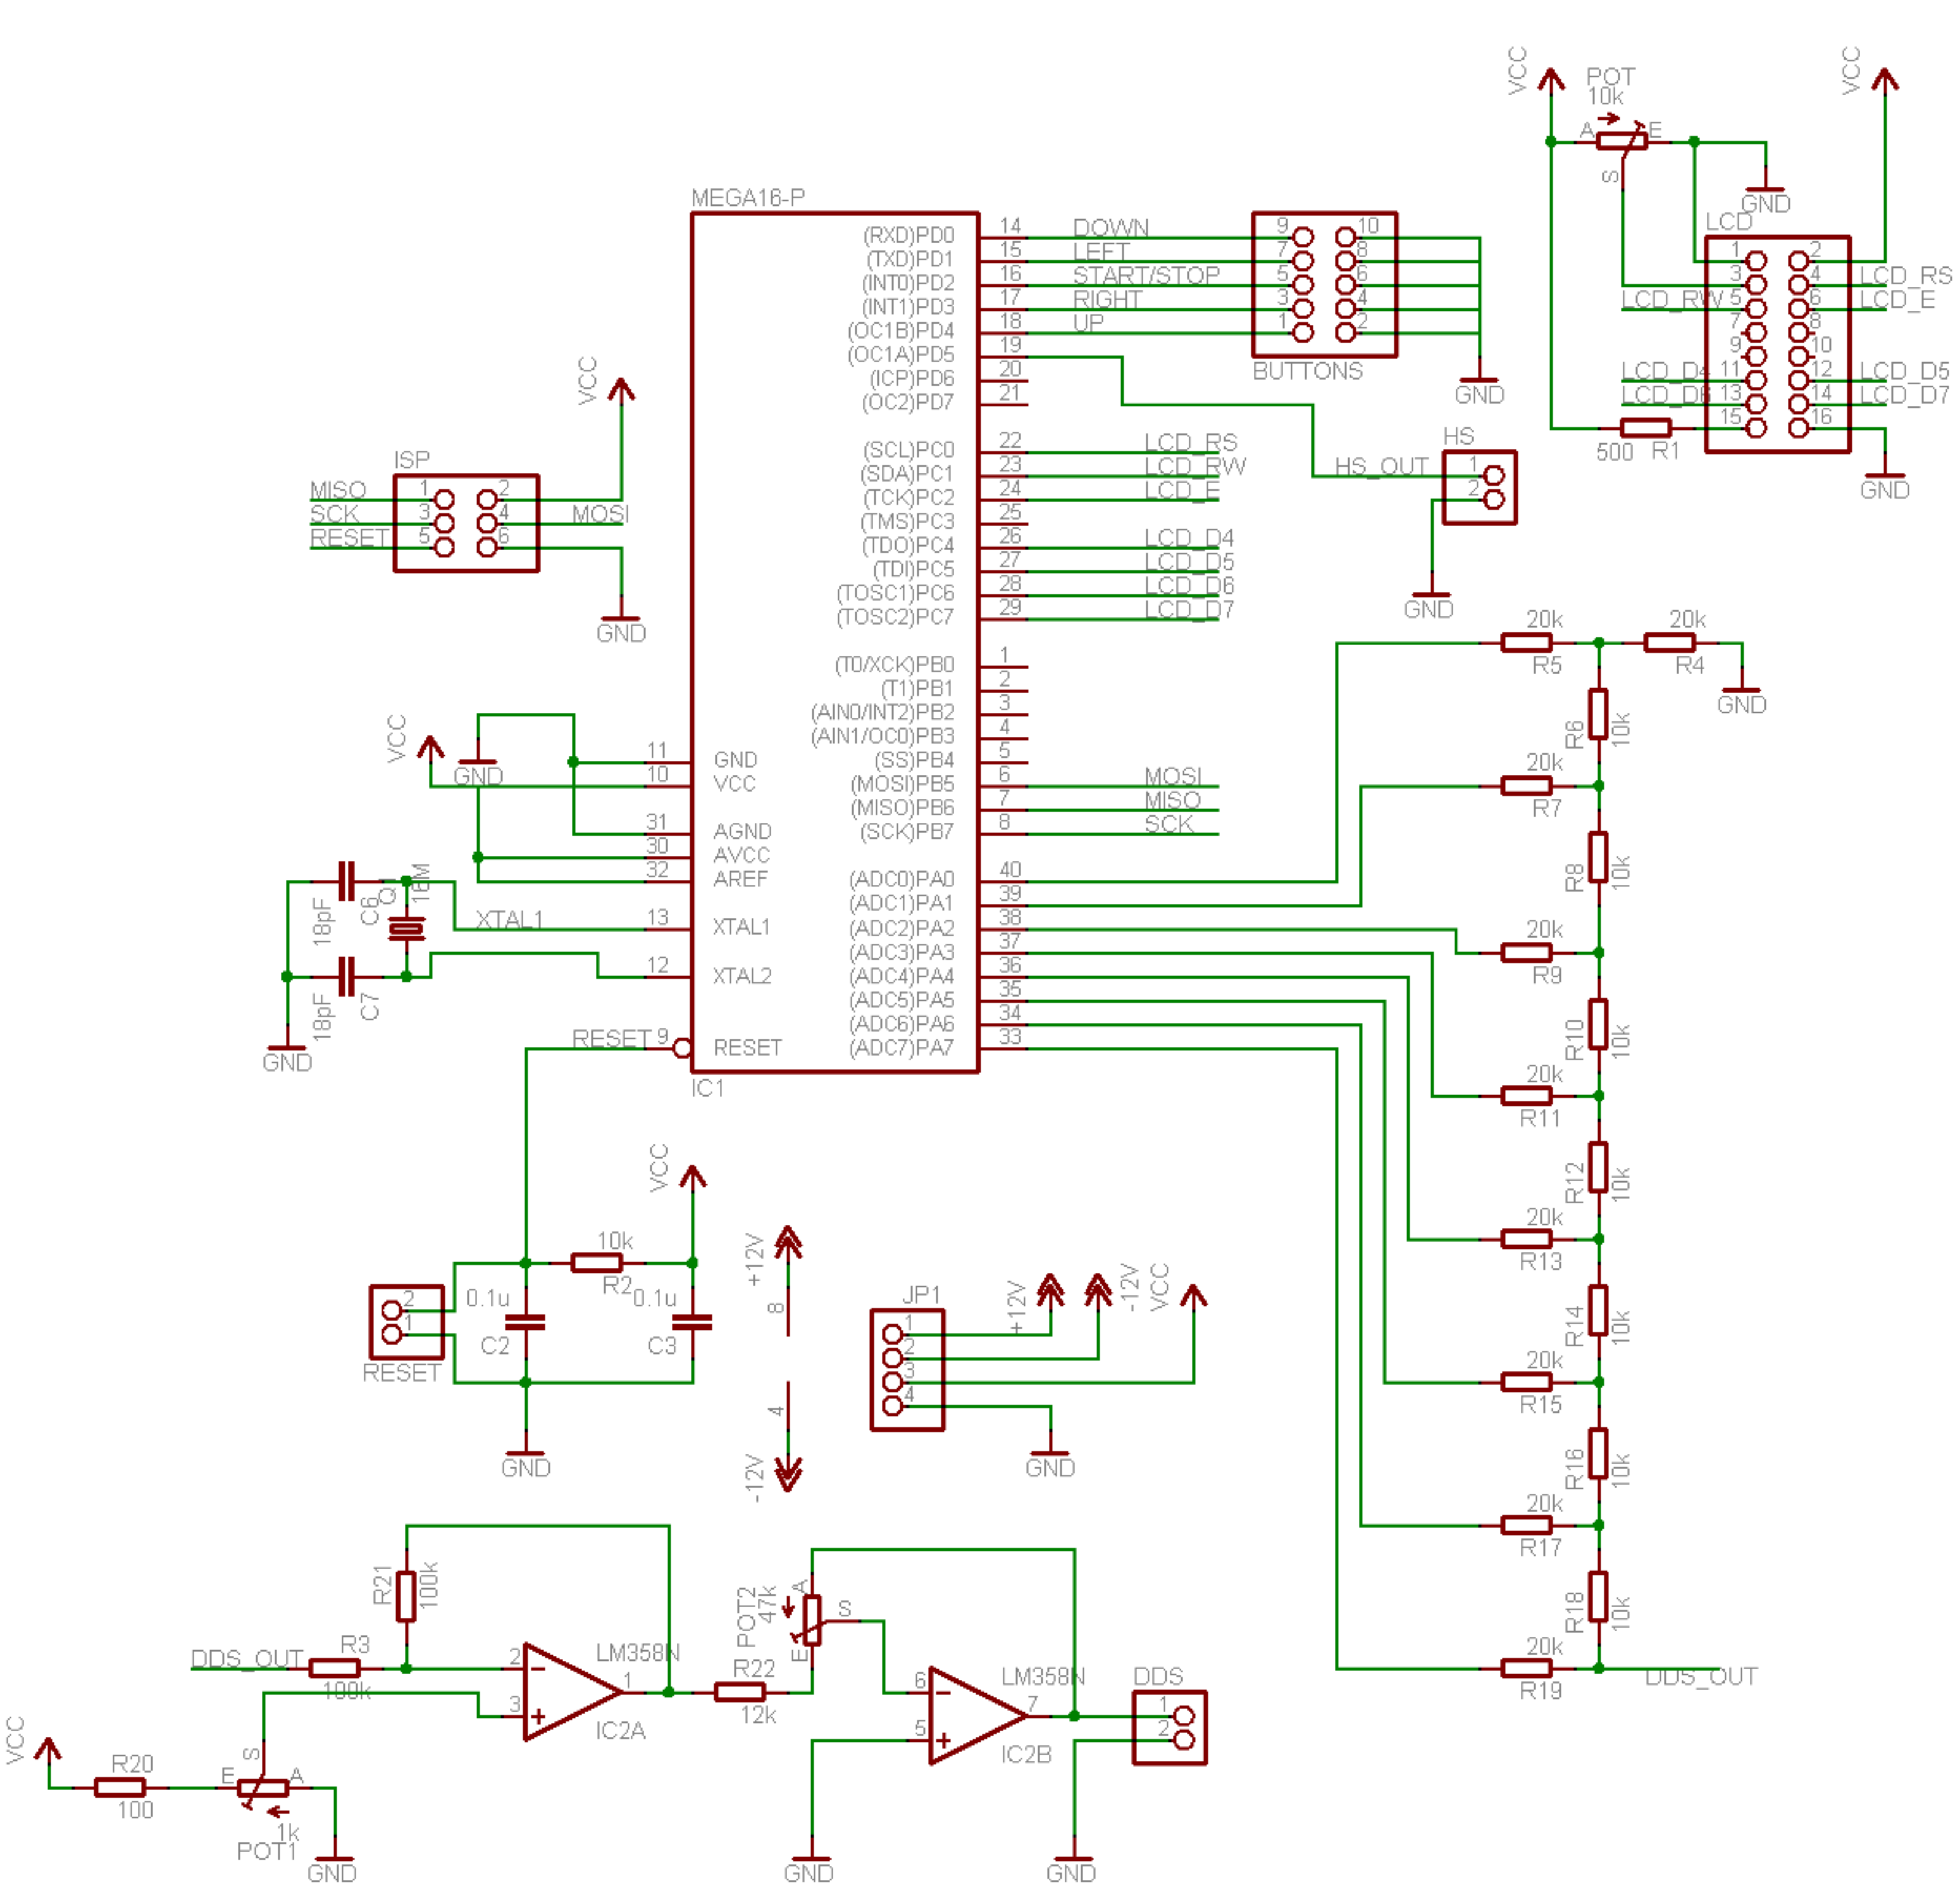 VCC
POT
10k
VCC
A
E
S
GND
MEGA16-P
LCD
(RXD)PD0 14 DOWN 9 10
(TXD)PD1 15 LEFT 7 8
(INT0)PD2 16 START/STOP 5 6
(INT1)PD3 17 RIGHT 3 4
(OC1B)PD4 18 UP 1 2
(OC1A)PD5 19
(ICP)PD6 20
(OC2)PD7 21
BUTTONS
GND
1 2
3 4 LCD_RS
LCD_RW 5 6 LCD_E
7 8
9 10
LCD_D4 11 12 LCD_D5
LCD_D6 13 14 LCD_D7
15 16
500 R1
GND
VCC
ISP
MISO 1 2
SCK 3 4 MOSI
RESET 5 6
GND
(SCL)PC0 22 LCD_RS
(SDA)PC1 23 LCD_RW
(TCK)PC2 24 LCD_E
(TMS)PC3 25
(TDO)PC4 26 LCD_D4
(TDI)PC5 27 LCD_D5
(TOSC1)PC6 28 LCD_D6
(TOSC2)PC7 29 LCD_D7
HS
HS_OUT 1
2
GND
(T0/XCK)PB0 1
(T1)PB1 2
(AIN0/INT2)PB2 3
(AIN1/OC0)PB3 4
(SS)PB4 5
(MOSI)PB5 6 MOSI
(MISO)PB6 7 MISO
(SCK)PB7 8 SCK
VCC
GND
11 GND
10 VCC
31 AGND
30 AVCC
32 AREF
XTAL1 13 XTAL1
12 XTAL2
RESET 9 RESET
18pF
C6
Q1
16M
18pF
C7
GND
(ADC0)PA0 40
(ADC1)PA1 39
(ADC2)PA2 38
(ADC3)PA3 37
(ADC4)PA4 36
(ADC5)PA5 35
(ADC6)PA6 34
(ADC7)PA7 33
IC1
20k
R5
20k
R4
GND
R6
10k
20k
R7
R8
10k
20k
R9
R10
10k
20k
R11
R12
10k
20k
R13
R14
10k
20k
R15
R16
10k
20k
R17
R18
10k
20k
R19
DDS_OUT
VCC
10k
R2
2
1
RESET
0.1u
C2
0.1u
C3
GND
+12V
8
4
-12V
JP1
1
2
3
4
+12V
-12V
VCC
GND
R21
100k
DDS_OUT
R3
100k
2
3
1
LM358N
IC2A
VCC
R20
100
E
S
A
1k
POT1
GND
POT2
47k
A
S
E
R22
12k
6
5
7
LM358N
IC2B
GND
DDS
1
2
GND